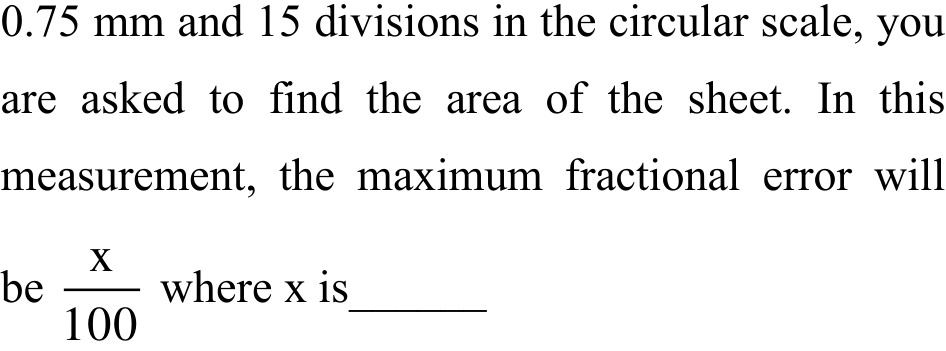 0.75 mm and 15 divisions in the circular scale, you
are asked to find the area of the sheet. In this
measurement, the maximum fractional error will
be x/100 where x is______